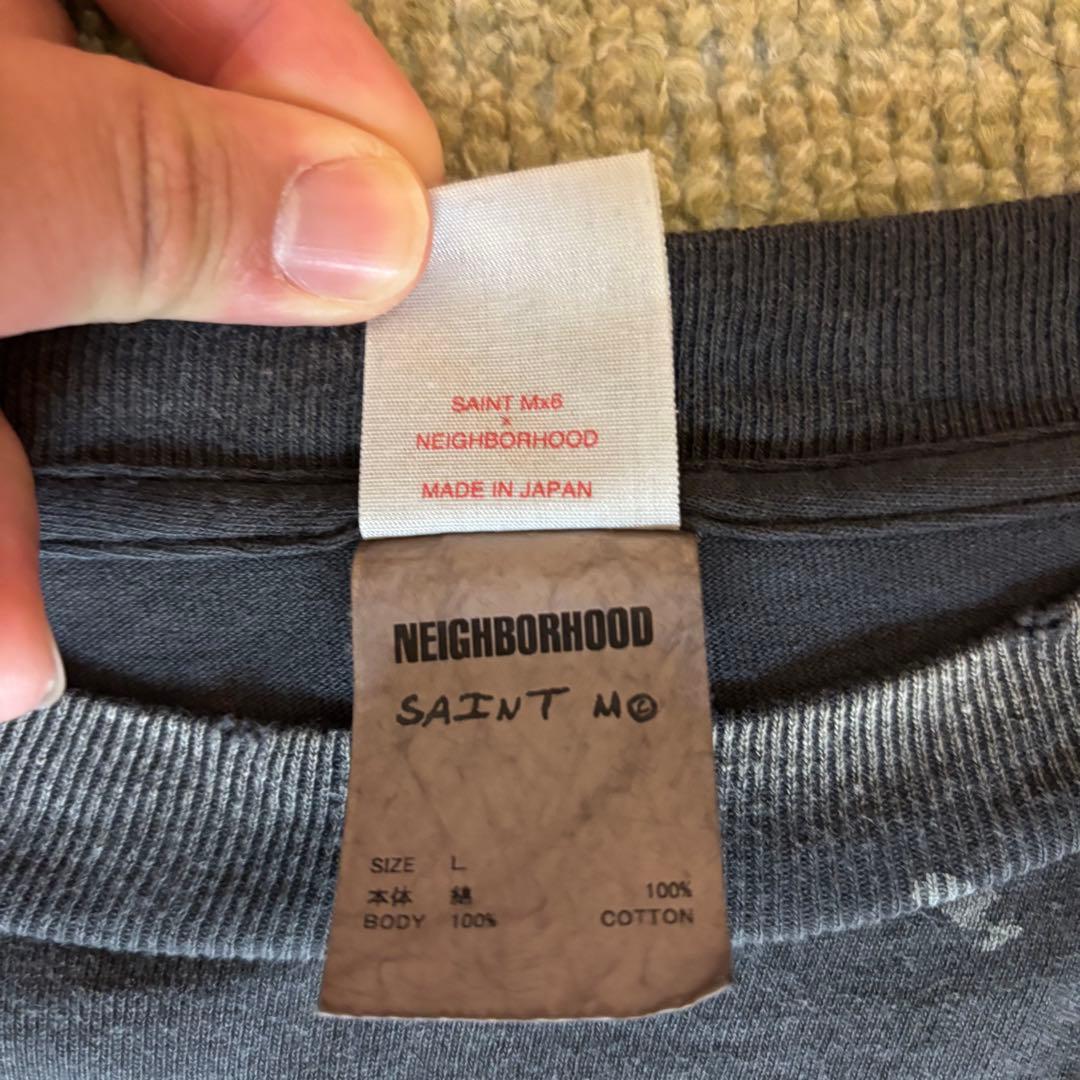 SAINT Mx6
x
NEIGHBORHOOD
MADE IN JAPAN
NEIGHBORHOOD
SAINT M©
SIZE L
本体 綿 100%
BODY 100% COTTON